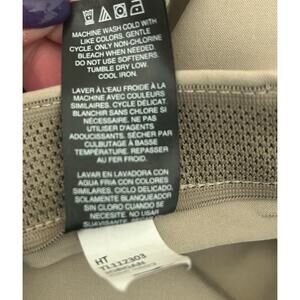 MACHINE WASH COLD WITH
LIKE COLORS. GENTLE
CYCLE. ONLY NON-CHLORINE
BLEACH WHEN NEEDED.
DO NOT USE SOFTENERS.
TUMBLE DRY LOW.
COOL IRON.
LAVER À L'EAU FROIDE À LA
MACHINE AVEC COULEURS
SIMILAIRES. CYCLE DÉLICAT.
BLANCHIR SANS CHLORE SI
NÉCESSAIRE. NE PAS
UTILISER D'AGENTS
ADOUCISSANTS. SÉCHER PAR
CULBUTAGE À BASSE
TEMPÉRATURE. REPASSER
AU FER FROID.
LAVAR EN LAVADORA CON
AGUA FRIA CON COLORES
SIMILARES. CICLO DELICADO.
SOLAMENTE BLANQUEADOR
SIN CLORO CUANDO SE
NECESITE. NO USAR
HT
TL112303